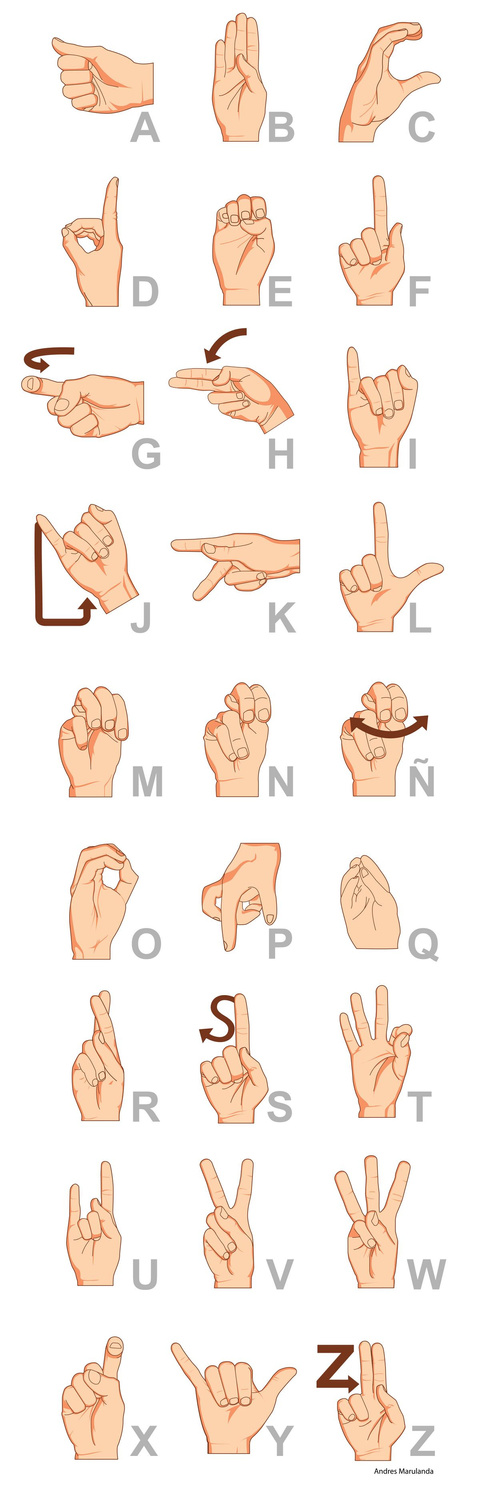 A B C
D E F
G H I
J K L
M N Ñ
O P Q
R S S T
U V W
X Y Z Z
Andres Marulanda